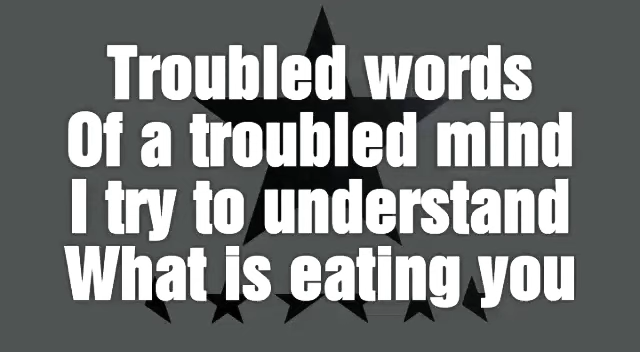 Troubled words
Of a troubled mind
I try to understand
What is eating you